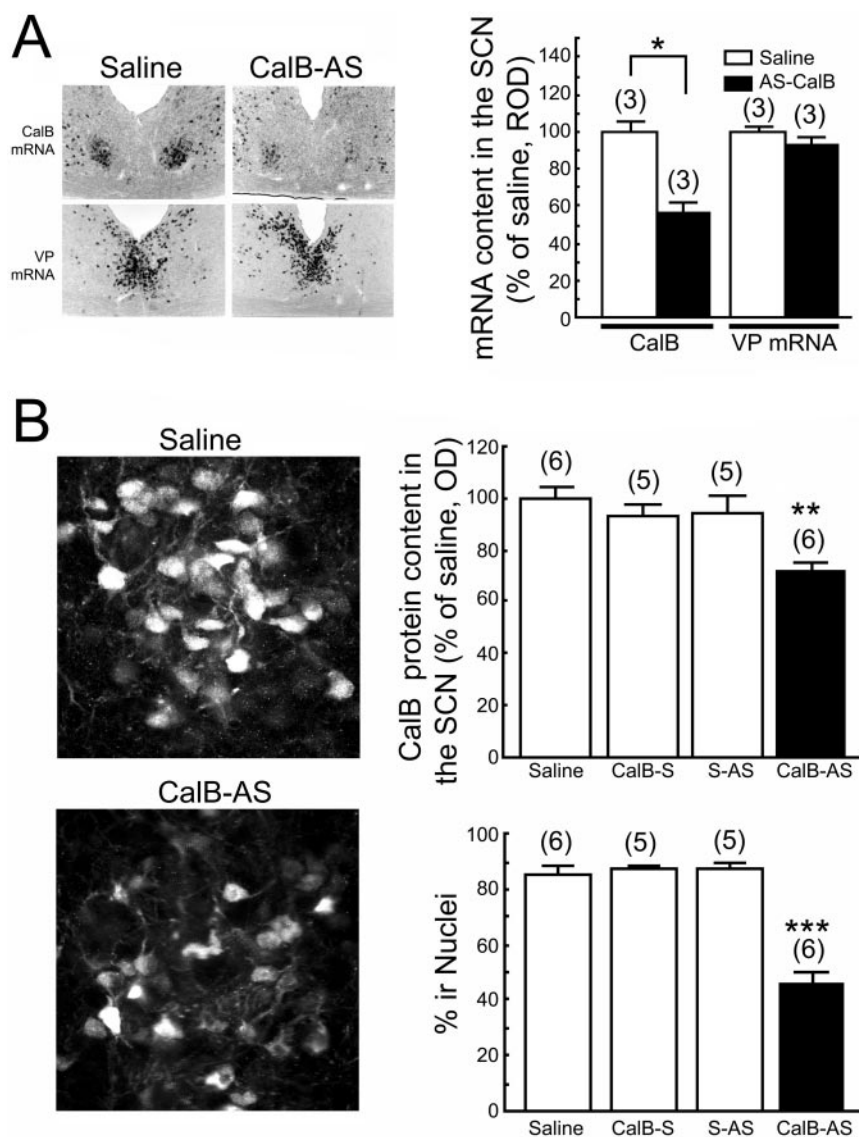 A
Saline
CalB-AS
CalB
mRNA
VP
mRNA
mRNA content in the SCN
(% of saline, ROD)
140
120
100
80
60
60
40
20
0
*
Saline
AS-CalB
(3)
(3)
(3)
(3)
CalB
VP mRNA
B
Saline
CalB-AS
CalB protein content in
the SCN (% of saline, OD)
120
100
80
60
40
20
0
(6)
(5)
(5)
**
(6)
Saline
CalB-S
S-AS
CalB-AS
% ir Nuclei
100
80
60
40
80
0
(6)
(5)
(5)
***
(6)
Saline
CalB-S
S-AS
CalB-AS